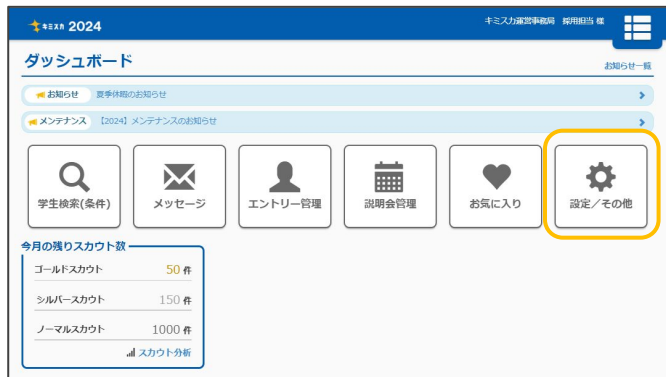 キミスカ 2024
キミスカ運営事務局 採用担当 様
ダッシュボード
お知らせ一覧
お知らせ 夏季休暇のお知らせ
メンテナンス 【2024】メンテナンスのお知らせ
学生検索(条件) メッセージ エントリー管理 説明会管理 お気に入り 設定／その他
今月の残りスカウト数
ゴールドスカウト 50 件
シルバースカウト 150 件
ノーマルスカウト 1000 件
スカウト分析